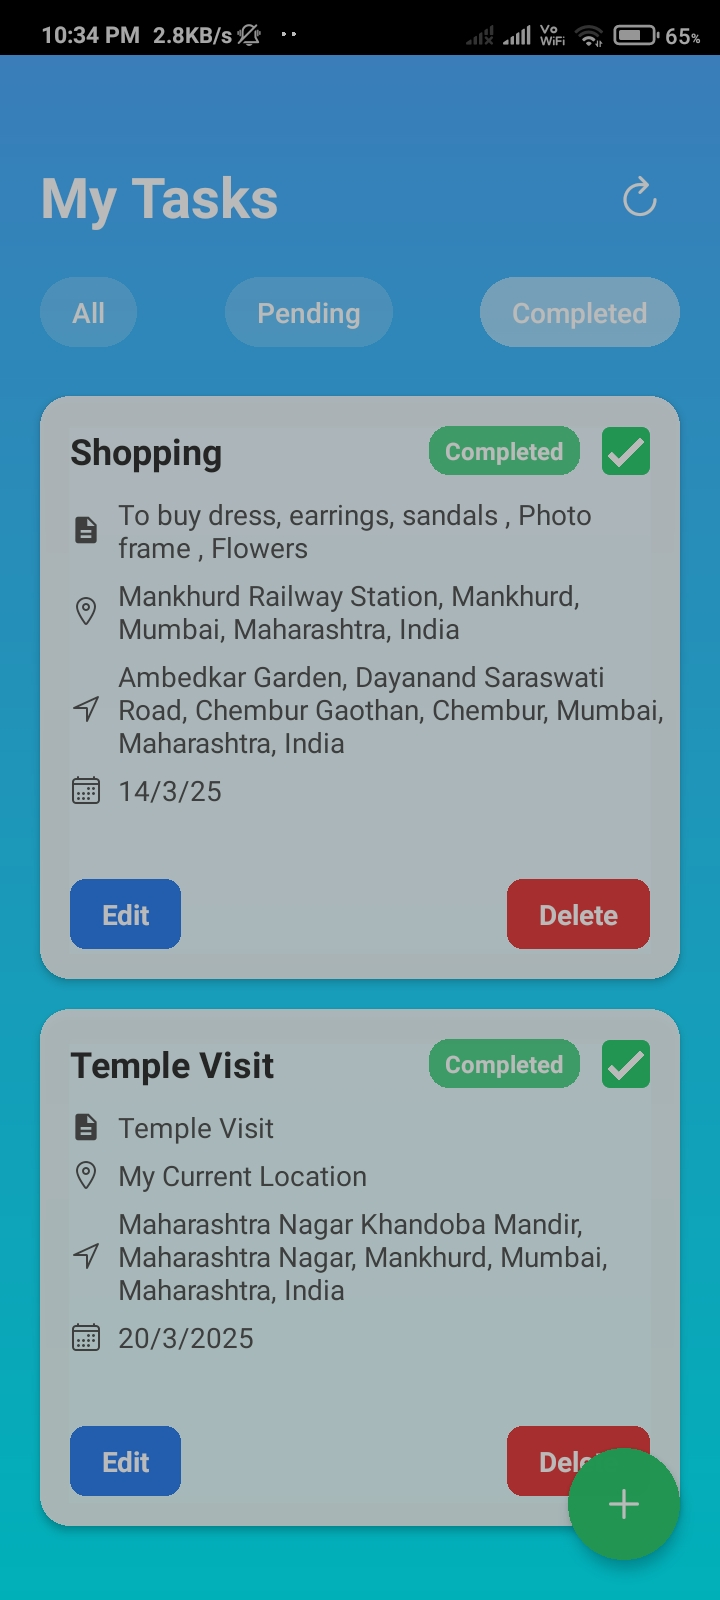 10:34 PM 2.8KB/s Vo WiFi 65%
My Tasks
All Pending Completed
Shopping Completed
To buy dress, earrings, sandals , Photo
frame , Flowers
Mankhurd Railway Station, Mankhurd,
Mumbai, Maharashtra, India
Ambedkar Garden, Dayanand Saraswati
Road, Chembur Gaothan, Chembur, Mumbai,
Maharashtra, India
14/3/25
Edit Delete
Temple Visit Completed
Temple Visit
My Current Location
Maharashtra Nagar Khandoba Mandir,
Maharashtra Nagar, Mankhurd, Mumbai,
Maharashtra, India
20/3/2025
Edit